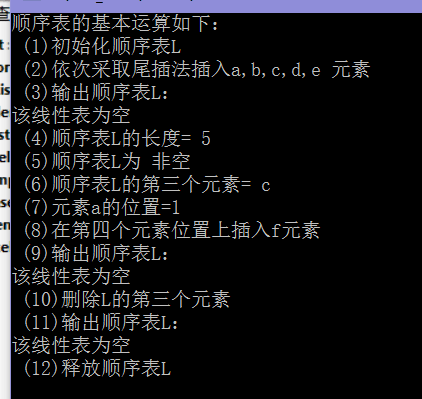 顺序表的基本运算如下：
(1)初始化顺序表L
(2)依次采取尾插法插入a,b,c,d,e 元素
(3)输出顺序表L：
该线性表为空
(4)顺序表L的长度= 5
(5)顺序表L为 非空
(6)顺序表L的第三个元素= c
(7)元素a的位置=1
(8)在第四个元素位置上插入f元素
(9)输出顺序表L：
该线性表为空
(10)删除L的第三个元素
(11)输出顺序表L：
该线性表为空
(12)释放顺序表L